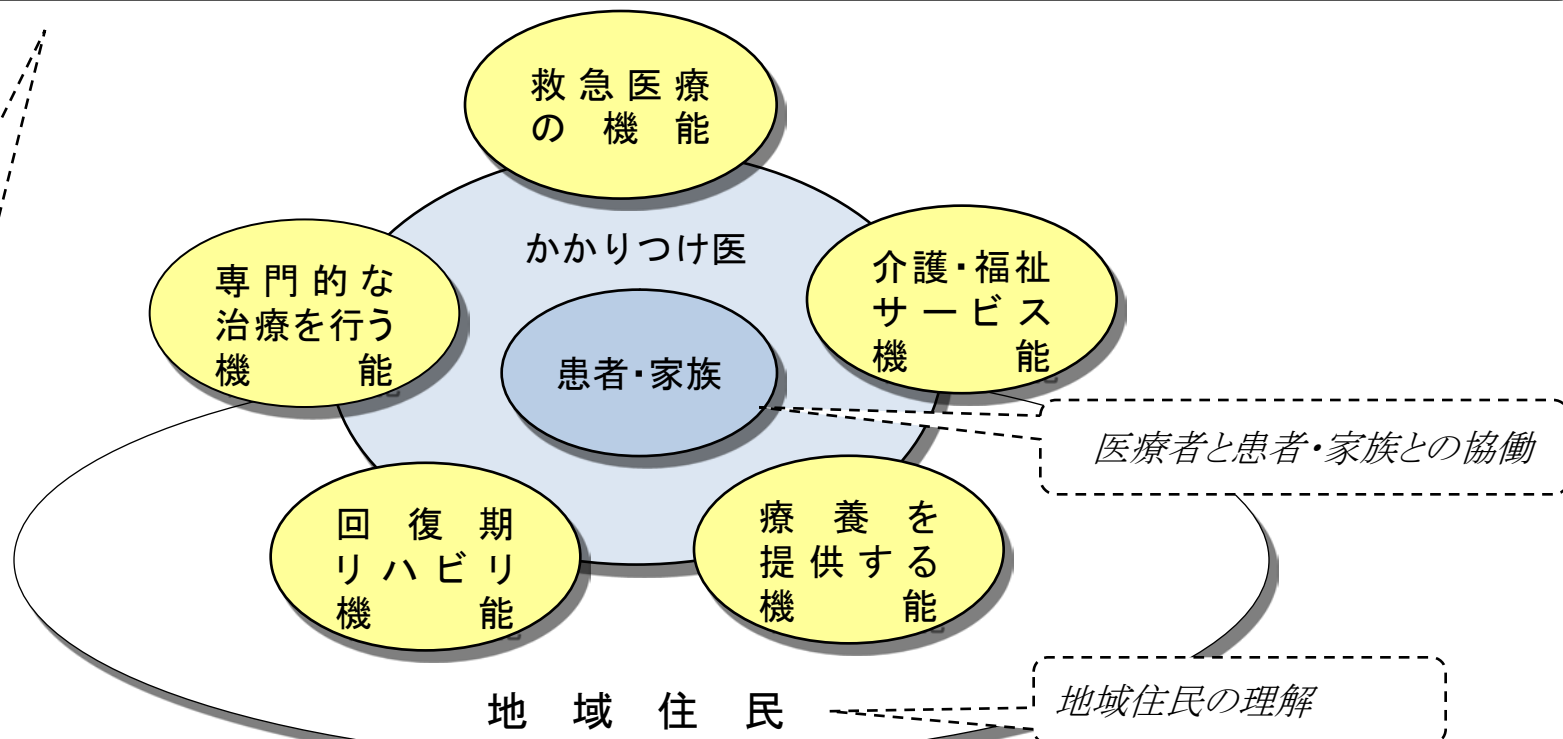 救急医療
の機能
かかりつけ医
専門的な
治療を行う
機能
介護・福祉
サービス
機能
患者・家族
医療者と患者・家族との協働
回復期
リハビリ
機能
療養を
提供する
機能
地域住民
地域住民の理解